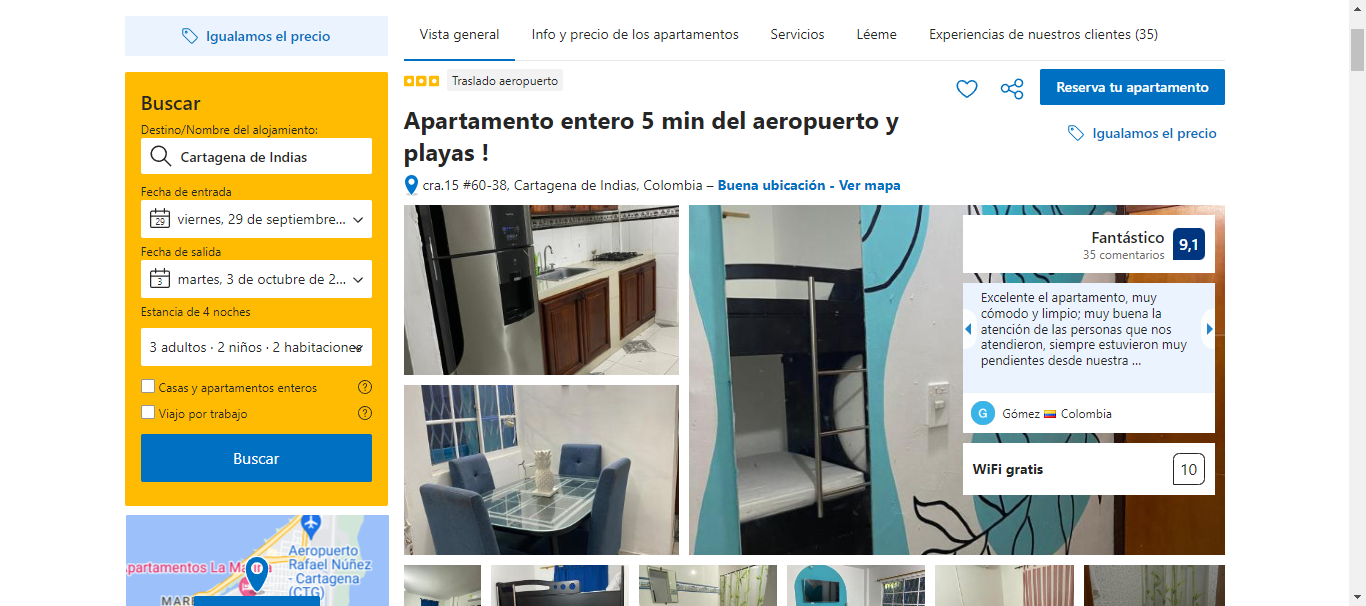 Igualamos el precio
Buscar
Destino/Nombre del alojamiento:
Cartagena de Indias
Fecha de entrada
29
viernes, 29 de septiembre...
Fecha de salida
3
martes, 3 de octubre de 2...
Estancia de 4 noches
3 adultos · 2 niños · 2 habitaciones
Casas y apartamentos enteros
?
Viajo por trabajo
?
Buscar
Aeropuerto
Rafael Núñez
- Cartagena
(CTG)
partamentos La Ma
MAR
Vista general
Info y precio de los apartamentos
Servicios
Léeme
Experiencias de nuestros clientes (35)
Traslado aeropuerto
Reserva tu apartamento
Apartamento entero 5 min del aeropuerto y
playas !
Igualamos el precio
cra.15 #60-38, Cartagena de Indias, Colombia – Buena ubicación - Ver mapa
Fantástico
35 comentarios
9,1
Excelente el apartamento, muy
cómodo y limpio; muy buena la
atención de las personas que nos
atendieron, siempre estuvieron muy
pendientes desde nuestra ...
G
Gómez Colombia
WiFi gratis
10